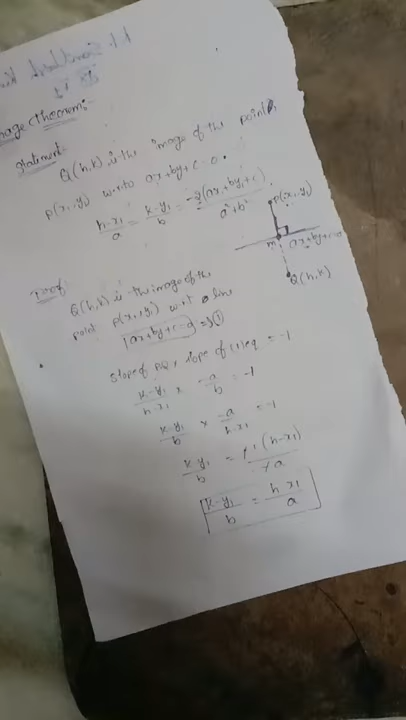 mage Theorem:-
Statement:-
Q(h,k) is the image of the point
P(x₁,y₁) w.r.to ax+by+c=0.
h-x₁/a = k-y₁/b = -2(ax₁+by₁+c)/a²+b²
P(x₁,y₁)
M
ax+by+c=0
Q(h,k)
Proof
Q(h,k) is the image of the
point P(x₁,y₁) w.r.t line
ax+by+c=0 ⇒ ①
slope of PQ x slope of (1) eq = -1
k-y₁/h-x₁ x -a/b = -1
k-y₁/b x -a/h-x₁ = -1
k-y₁/b = -1(h-x₁)/-a
k-y₁/b = h-x₁/a